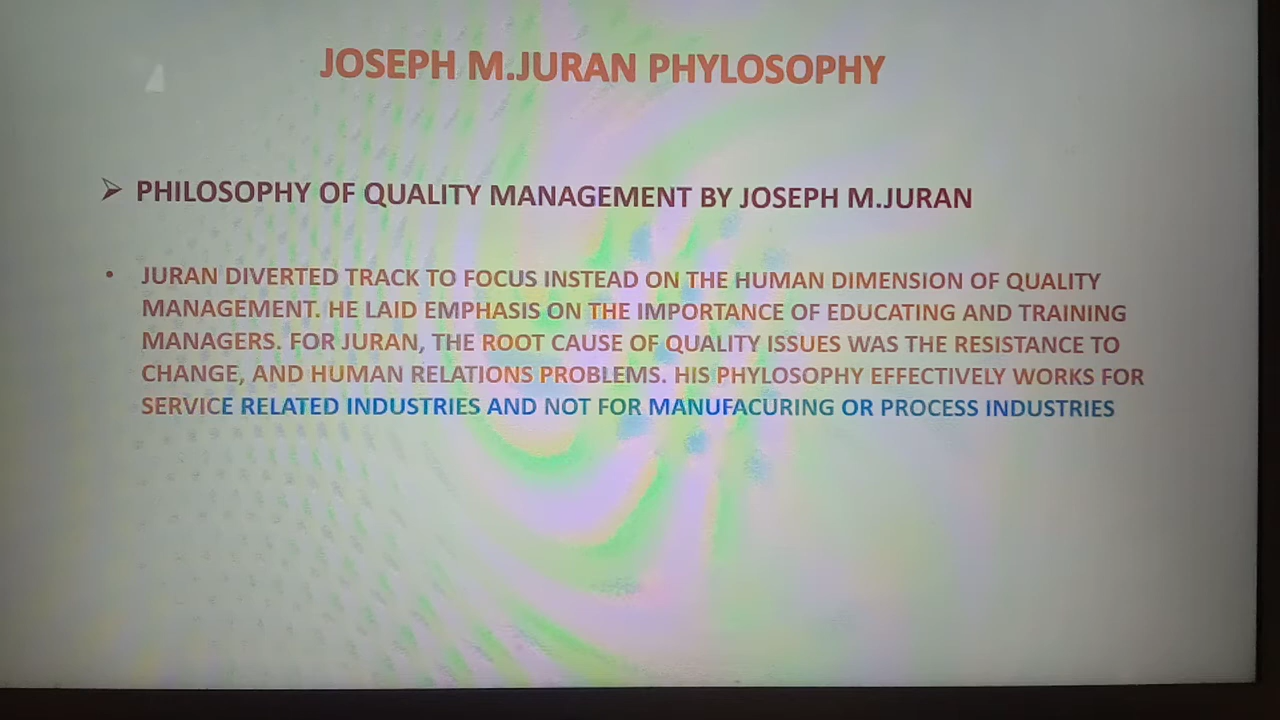 JOSEPH M.JURAN PHYLOSOPHY
PHILOSOPHY OF QUALITY MANAGEMENT BY JOSEPH M.JURAN
JURAN DIVERTED TRACK TO FOCUS INSTEAD ON THE HUMAN DIMENSION OF QUALITY
MANAGEMENT. HE LAID EMPHASIS ON THE IMPORTANCE OF EDUCATING AND TRAINING
MANAGERS. FOR JURAN, THE ROOT CAUSE OF QUALITY ISSUES WAS THE RESISTANCE TO
CHANGE, AND HUMAN RELATIONS PROBLEMS. HIS PHYLOSOPHY EFFECTIVELY WORKS FOR
SERVICE RELATED INDUSTRIES AND NOT FOR MANUFACURING OR PROCESS INDUSTRIES